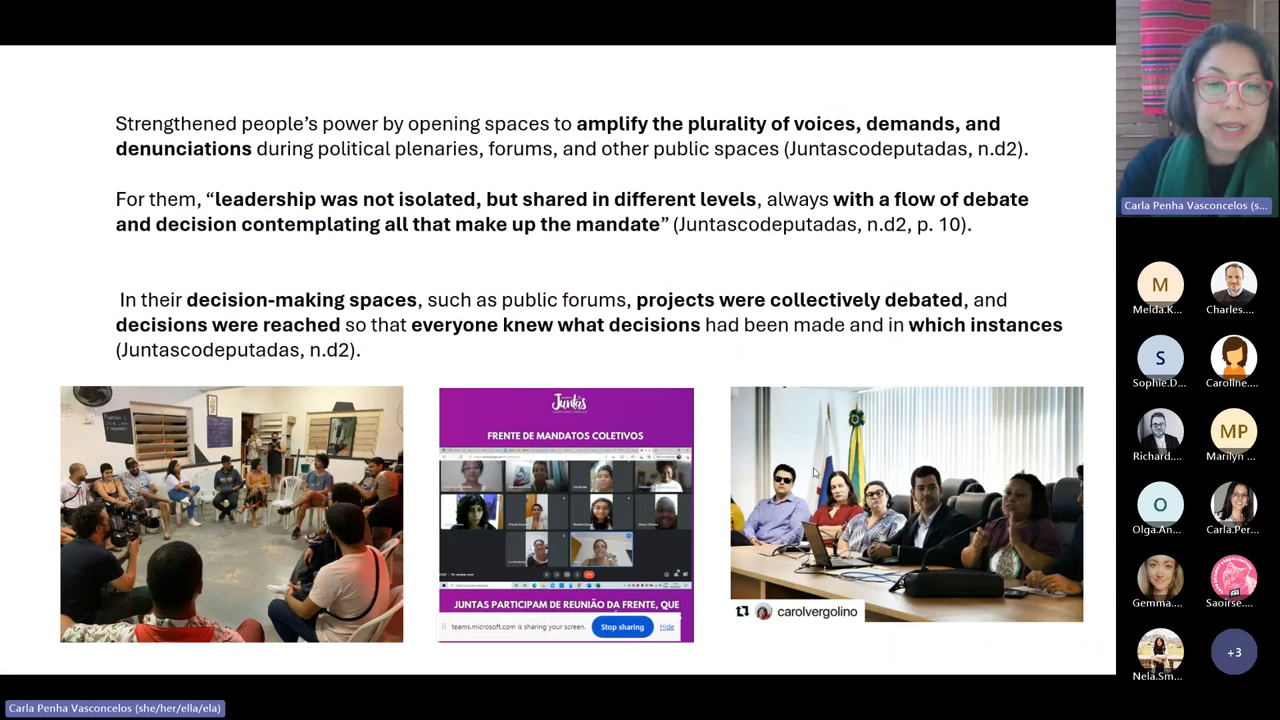 Strengthened people’s power by opening spaces to amplify the plurality of voices, demands, and
denunciations during political plenaries, forums, and other public spaces (Juntascodeputadas, n.d2).
For them, “leadership was not isolated, but shared in different levels, always with a flow of debate
and decision contemplating all that make up the mandate” (Juntascodeputadas, n.d2, p. 10).
In their decision-making spaces, such as public forums, projects were collectively debated, and
decisions were reached so that everyone knew what decisions had been made and in which instances
(Juntascodeputadas, n.d2).
Juntas
FRENTE DE MANDATOS COLETIVOS
JUNTAS PARTICIPAM DE REUNIÃO DA FRENTE, QUE
teams.microsoft.com is sharing your screen.
Stop sharing
Hide
carolvergolino
Carla Penha Vasconcelos (s...
M
Melda.K...
Charles....
S
Sophie.D...
Caroline....
Richard....
MP
Marilyn ...
O
Olga.An...
Carla.Per...
Gemma....
Saoirse....
Nela.Sm...
+3
Carla Penha Vasconcelos (she/her/ella/ela)